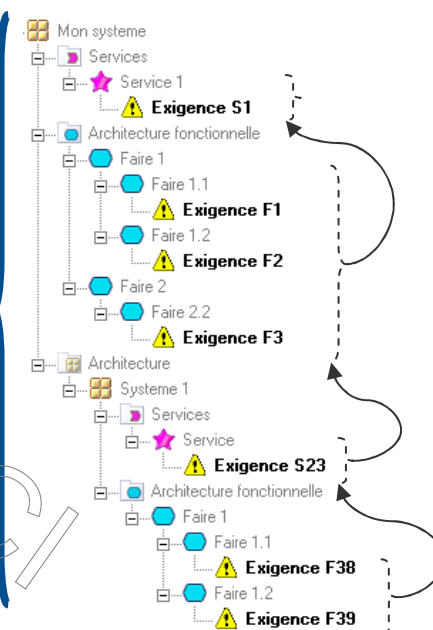 Mon systeme
Services
Service 1
Exigence S1
Architecture fonctionnelle
Faire 1
Faire 1.1
Exigence F1
Faire 1.2
Exigence F2
Faire 2
Faire 2.2
Exigence F3
Architecture
Systeme 1
Services
Service
Exigence S23
Architecture fonctionnelle
Faire 1
Faire 1.1
Exigence F38
Faire 1.2
Exigence F39